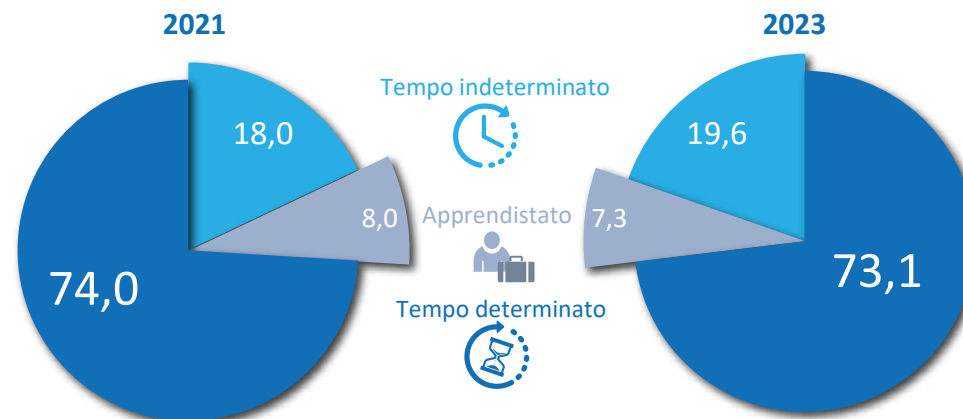 2021
2023
Tempo indeterminato
18,0
19,6
8,0
Apprendistato
7,3
74,0
73,1
Tempo determinato